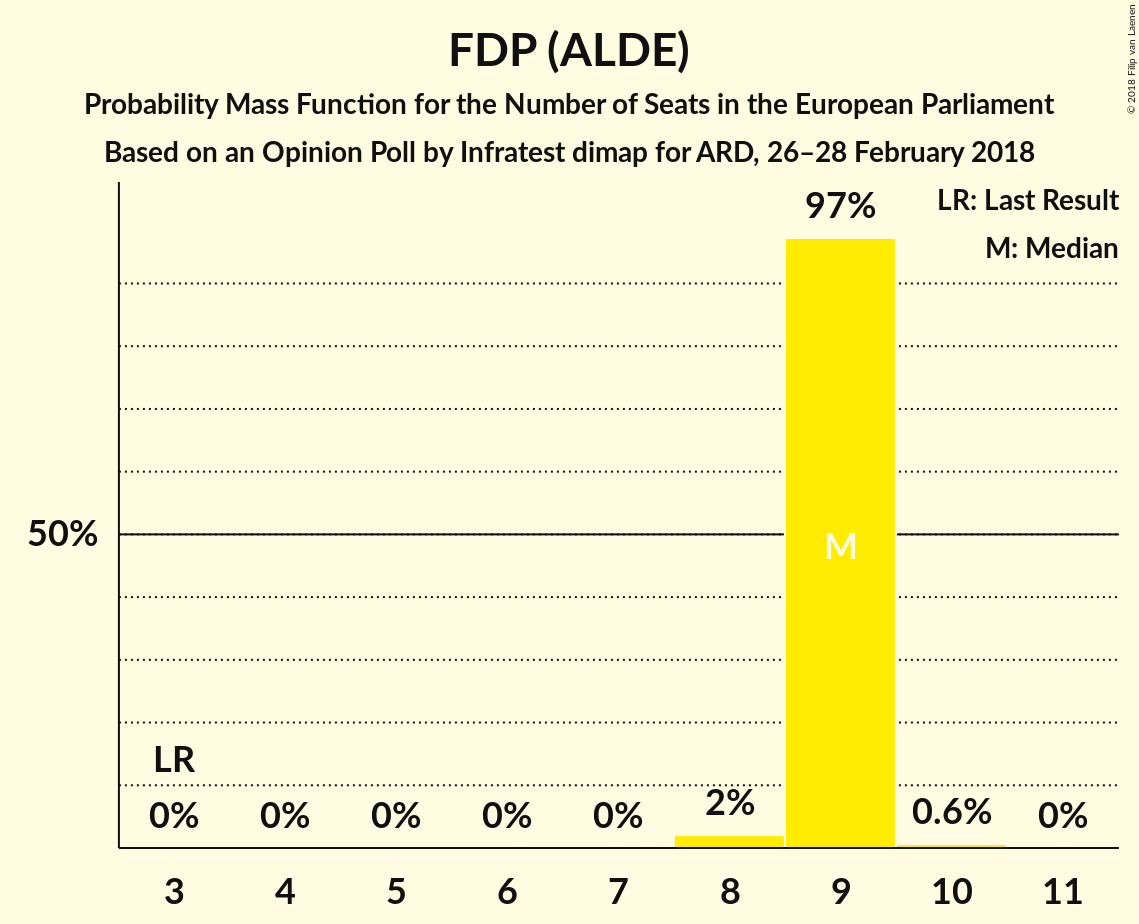 FDP (ALDE)
Probability Mass Function for the Number of Seats in the European Parliament
Based on an Opinion Poll by Infratest dimap for ARD, 26–28 February 2018
© 2018 Filip van Laenen
LR: Last Result
M: Median
97%
50%
M
LR
0% 0% 0% 0% 0% 2% 0.6% 0%
3 4 5 6 7 8 9 10 11